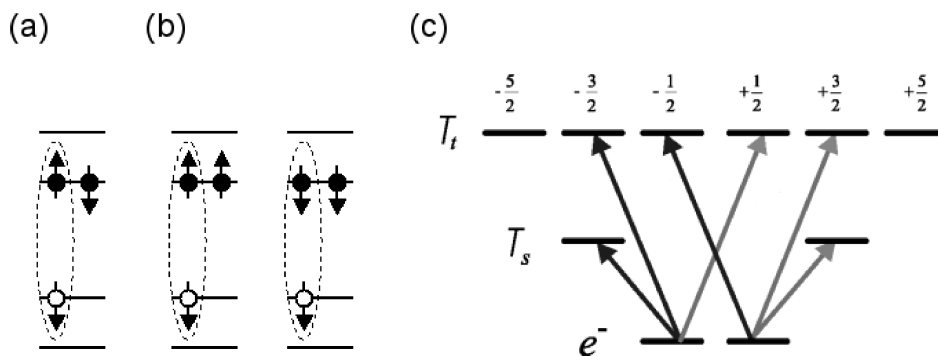 (a) (b) (c)
- 5/2 - 3/2 - 1/2 + 1/2 + 3/2 + 5/2
T_t
T_s
e^-